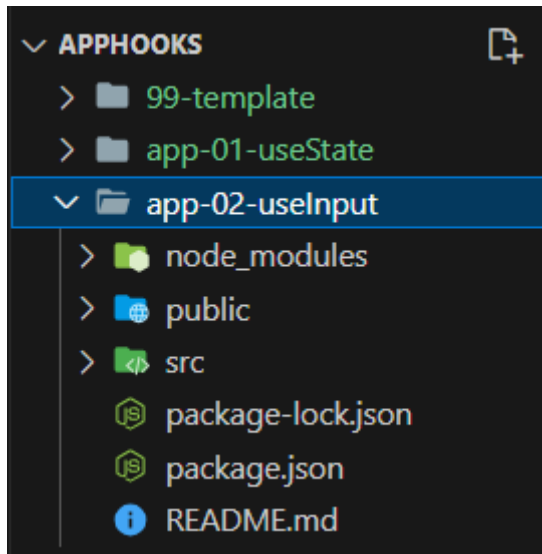 APPHOOKS
99-template
app-01-useState
app-02-useInput
node_modules
public
src
package-lock.json
package.json
README.md